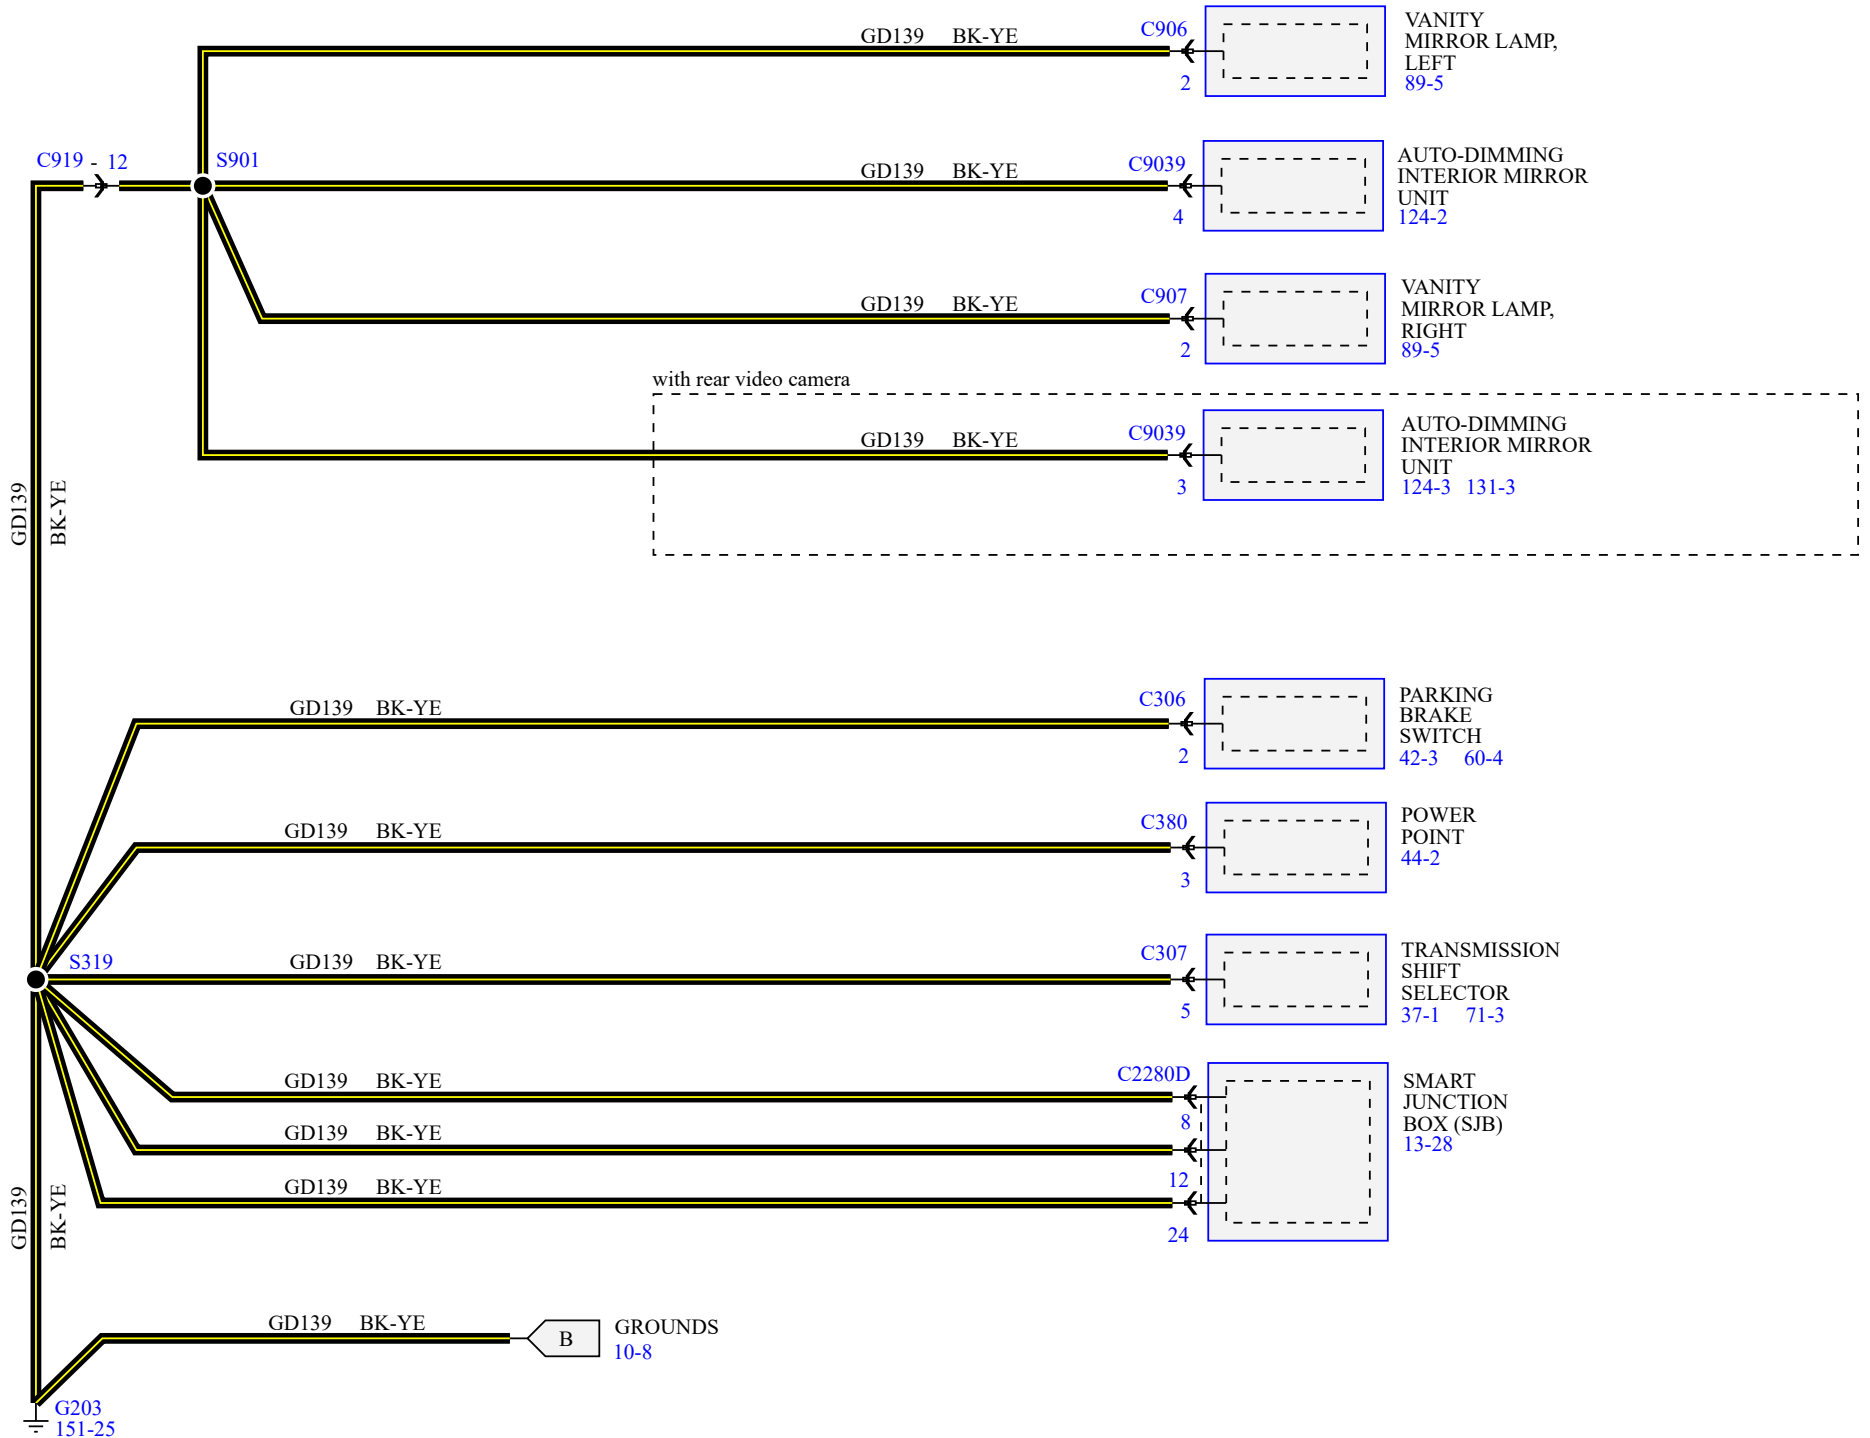 GD139 BK-YE
C906
2
VANITY
MIRROR LAMP,
LEFT
89-5
C919 - 12
S901
GD139 BK-YE
C9039
4
AUTO-DIMMING
INTERIOR MIRROR
UNIT
124-2
GD139 BK-YE
C907
2
VANITY
MIRROR LAMP,
RIGHT
89-5
with rear video camera
GD139 BK-YE
C9039
3
AUTO-DIMMING
INTERIOR MIRROR
UNIT
124-3 131-3
GD139
BK-YE
GD139 BK-YE
C306
2
PARKING
BRAKE
SWITCH
42-3 60-4
GD139 BK-YE
C380
3
POWER
POINT
44-2
S319
GD139 BK-YE
C307
5
TRANSMISSION
SHIFT
SELECTOR
37-1 71-3
GD139 BK-YE
C2280D
8
GD139 BK-YE
12
GD139 BK-YE
24
SMART
JUNCTION
BOX (SJB)
13-28
GD139
BK-YE
GD139 BK-YE
B
GROUNDS
10-8
G203
151-25